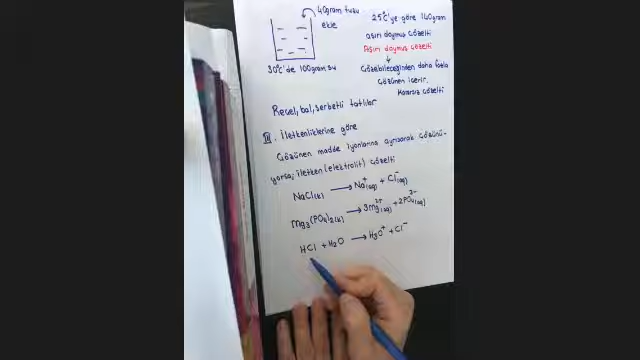 40gram tuzu
ekle
30°C'de 100gram su
25°C'ye göre 140gram
aşırı doymuş çözelti
Aşırı doymuş çözelti
↓
Çözebileceğinden daha fazla
çözünen içerir.
Kararsız çözelti
Reçel, bal, şerbetli tatlılar
III. İletkenliklerine göre
Çözünen madde iyonlarına ayrışarak çözünü-
yorsa; iletken (elektrolit) çözelti
NaCl(k) → Na⁺(aq) + Cl⁻(aq)
Mg₃(PO₄)₂(k) → 3Mg²⁺(aq) + 2PO₄³⁻(aq)
HCl + H₂O → H₃O⁺ + Cl⁻